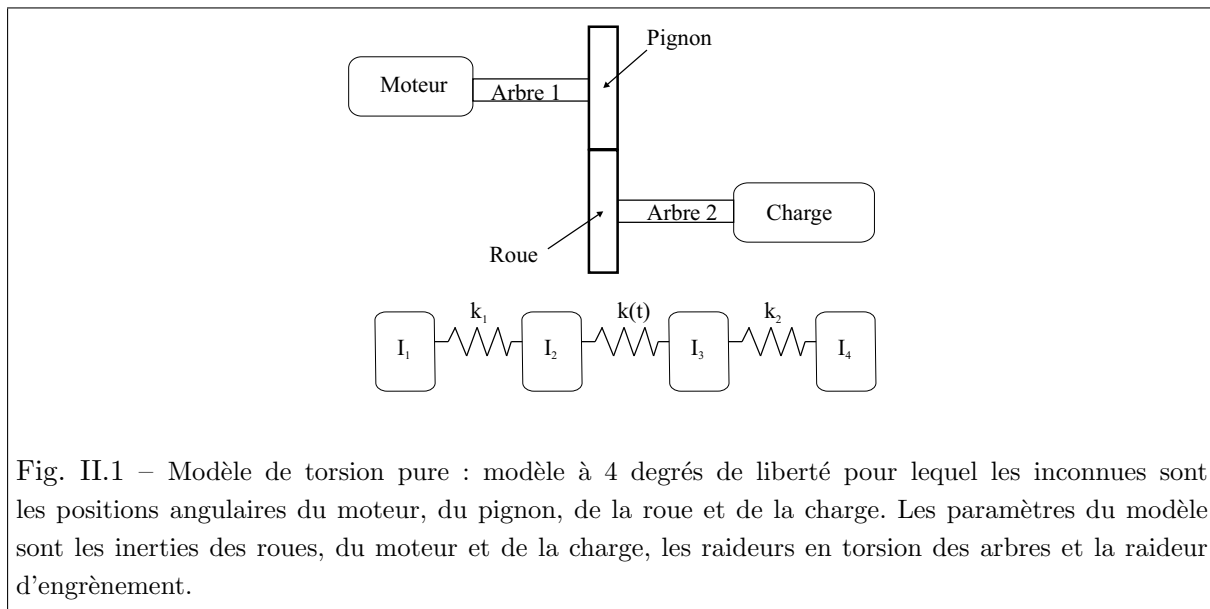 Pignon
Moteur
Arbre 1
Arbre 2
Charge
Roue
k₁
k(t)
k₂
I₁
I₂
I₃
I₄
Fig. II.1 – Modèle de torsion pure : modèle à 4 degrés de liberté pour lequel les inconnues sont
les positions angulaires du moteur, du pignon, de la roue et de la charge. Les paramètres du modèle
sont les inerties des roues, du moteur et de la charge, les raideurs en torsion des arbres et la raideur
d'engrènement.